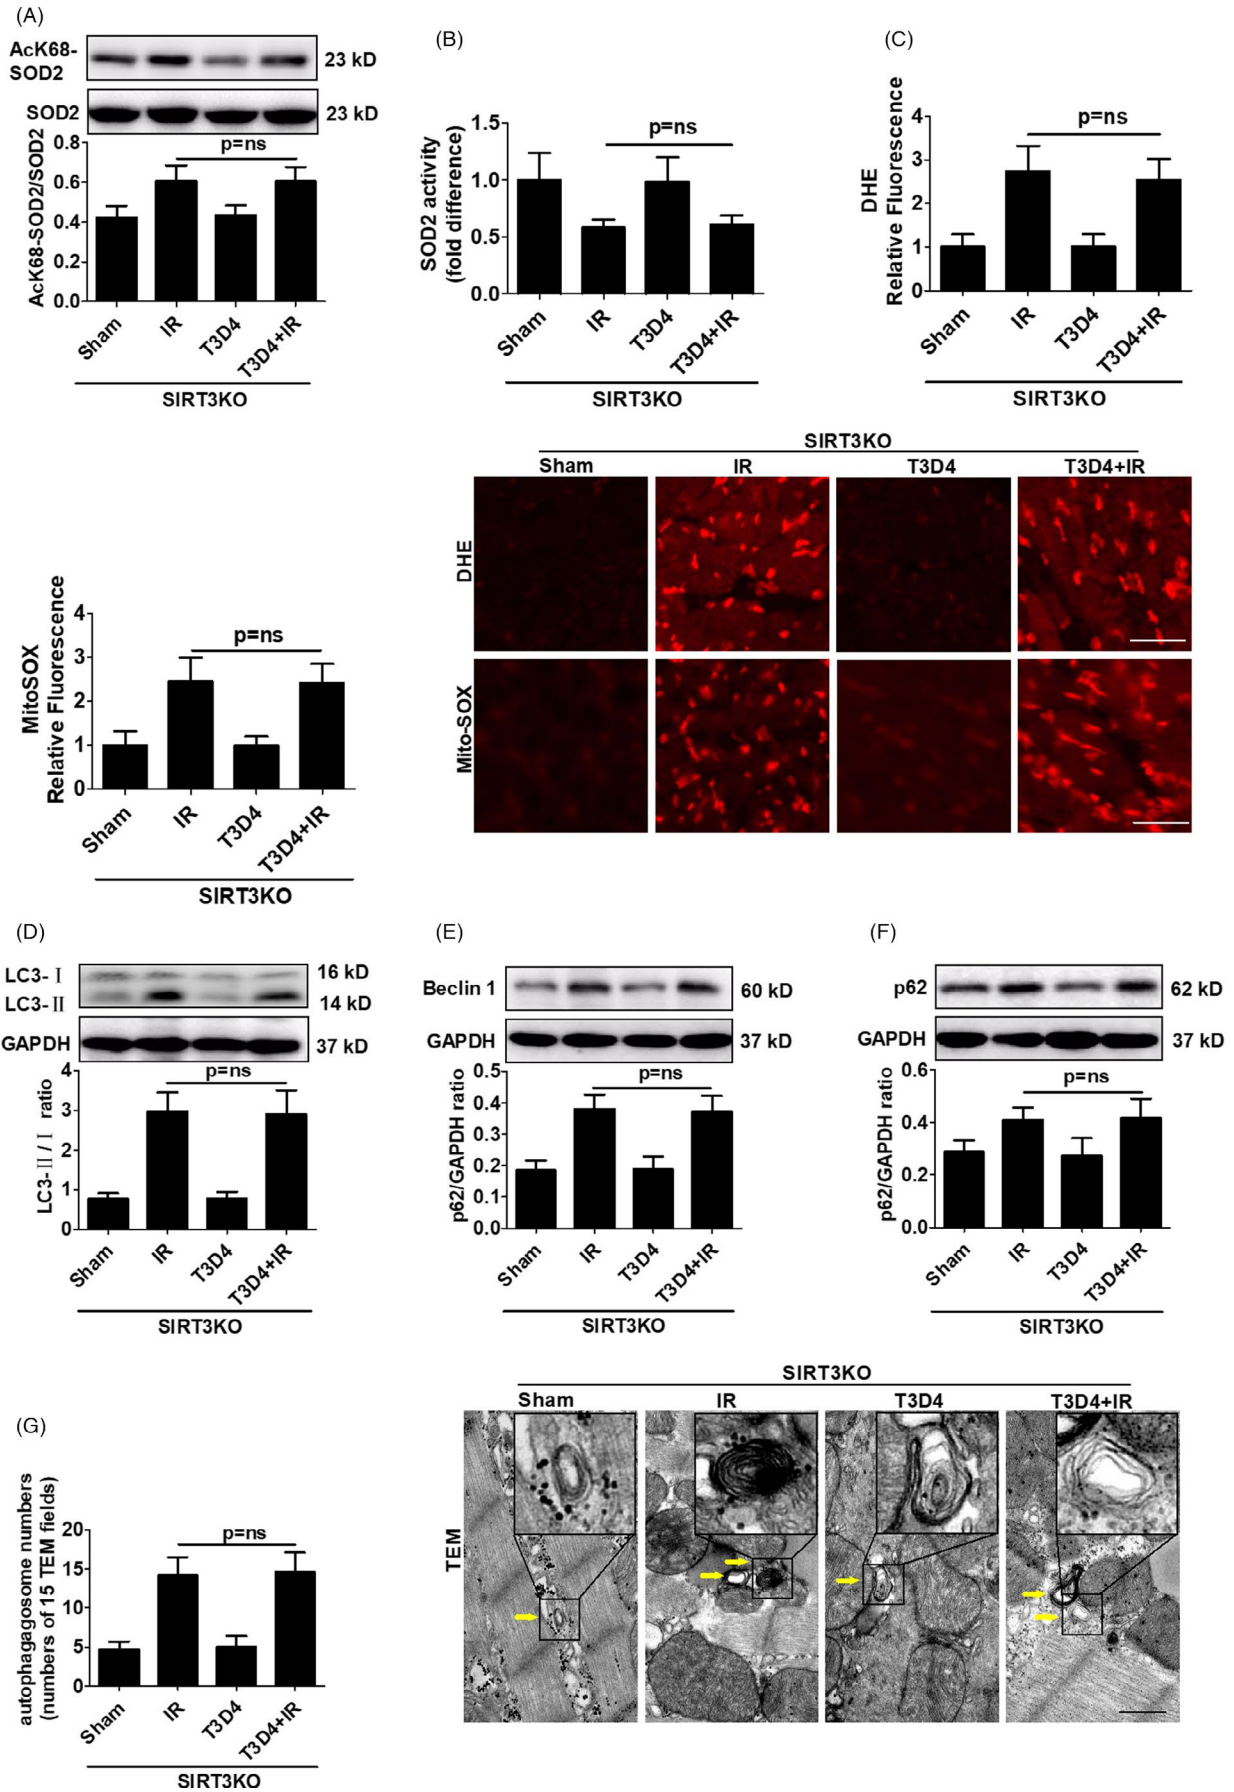 (A)
AcK68-
SOD2
23 kD
SOD2
23 kD
AcK68-SOD2/SOD2
0.8
0.6
0.4
0.2
0.0
p=ns
Sham
IR
T3D4
T3D4+IR
SIRT3KO
(B)
SOD2 activity
(fold difference)
1.5
1.0
0.5
0.0
p=ns
Sham
IR
T3D4
T3D4+IR
SIRT3KO
(C)
DHE
Relative Fluorescence
4
3
2
1
0
p=ns
Sham
IR
T3D4
T3D4+IR
SIRT3KO
MitoSOX
Relative Fluorescence
4
3
2
1
0
p=ns
Sham
IR
T3D4
T3D4+IR
SIRT3KO
SIRT3KO
Sham
IR
T3D4
T3D4+IR
DHE
Mito-SOX
(D)
LC3-Ⅰ
16 kD
LC3-Ⅱ
14 kD
GAPDH
37 kD
LC3-Ⅱ/Ⅰ ratio
4
3
2
1
0
p=ns
Sham
IR
T3D4
T3D4+IR
SIRT3KO
(E)
Beclin 1
60 kD
GAPDH
37 kD
p62/GAPDH ratio
0.5
0.4
0.3
0.2
0.1
0.0
p=ns
Sham
IR
T3D4
T3D4+IR
SIRT3KO
(F)
p62
62 kD
GAPDH
37 kD
p62/GAPDH ratio
0.6
0.4
0.2
0.0
p=ns
Sham
IR
T3D4
T3D4+IR
SIRT3KO
(G)
autophagagosome numbers
(numbers of 15 TEM fields)
20
15
10
5
0
p=ns
Sham
IR
T3D4
T3D4+IR
SIRT3KO
SIRT3KO
Sham
IR
T3D4
T3D4+IR
TEM